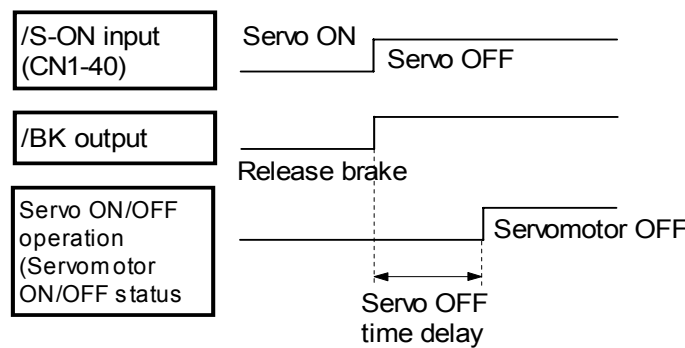 /S-ON input
(CN1-40)
Servo ON
Servo OFF
/BK output
Release brake
Servo ON/OFF
operation
(Servomotor
ON/OFF status
Servomotor OFF
Servo OFF
time delay